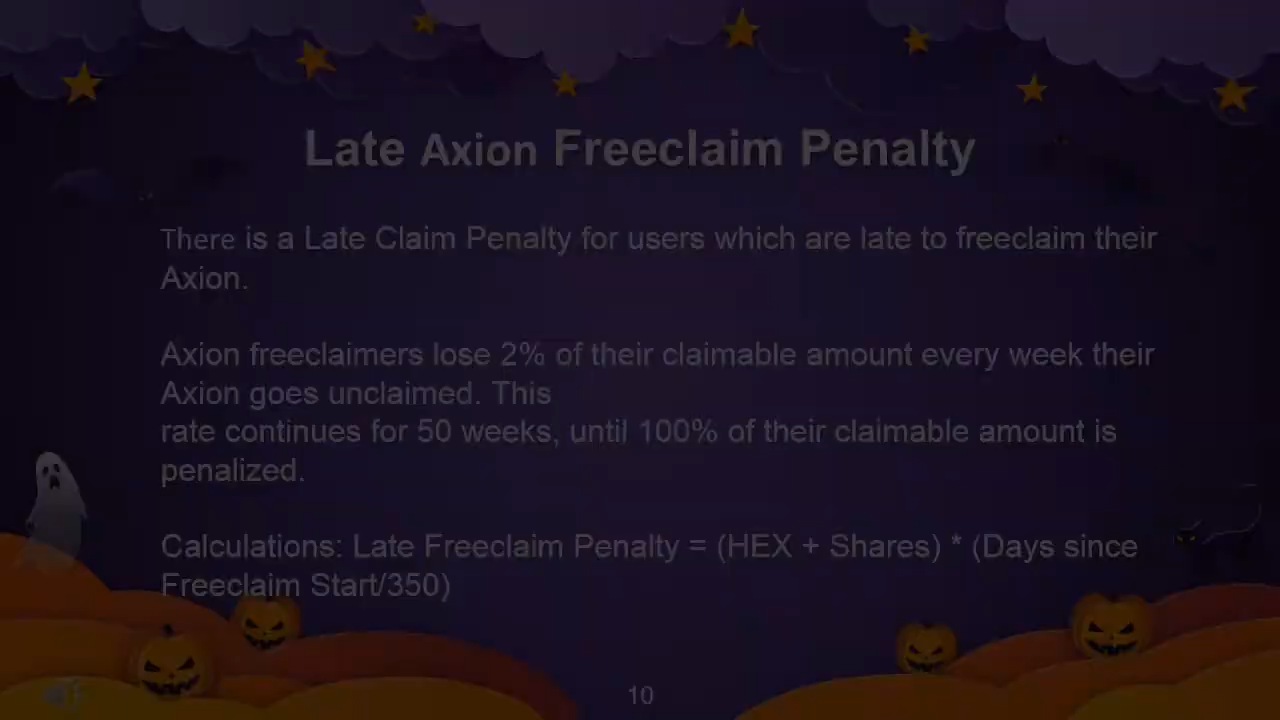 Late Axion Freeclaim Penalty
There is a Late Claim Penalty for users which are late to freeclaim their
Axion.
Axion freeclaimers lose 2% of their claimable amount every week their
Axion goes unclaimed. This
rate continues for 50 weeks, until 100% of their claimable amount is
penalized.
Calculations: Late Freeclaim Penalty = (HEX + Shares) * (Days since
Freeclaim Start/350)
10